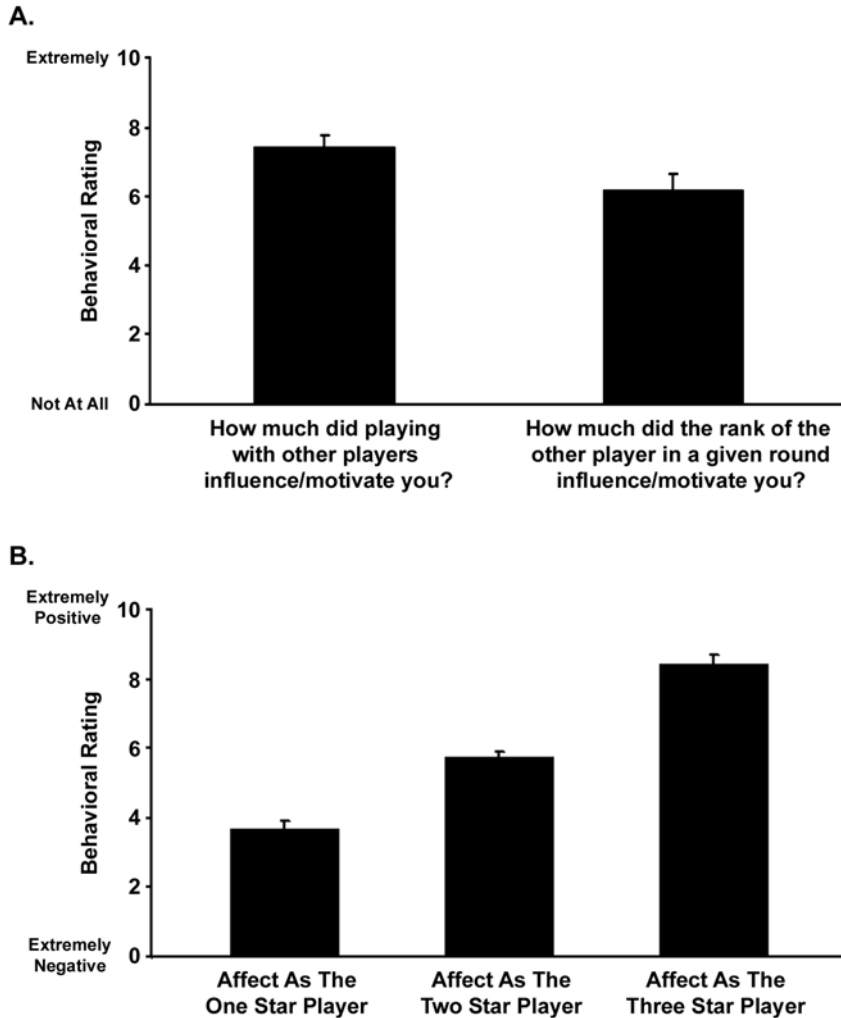 A.
Extremely
10
8
6
4
2
0
Not At All
Behavioral Rating
How much did playing
with other players
influence/motivate you?
How much did the rank of the
other player in a given round
influence/motivate you?
B.
Extremely
Positive
10
8
6
4
2
0
Extremely
Negative
Behavioral Rating
Affect As The
One Star Player
Affect As The
Two Star Player
Affect As The
Three Star Player